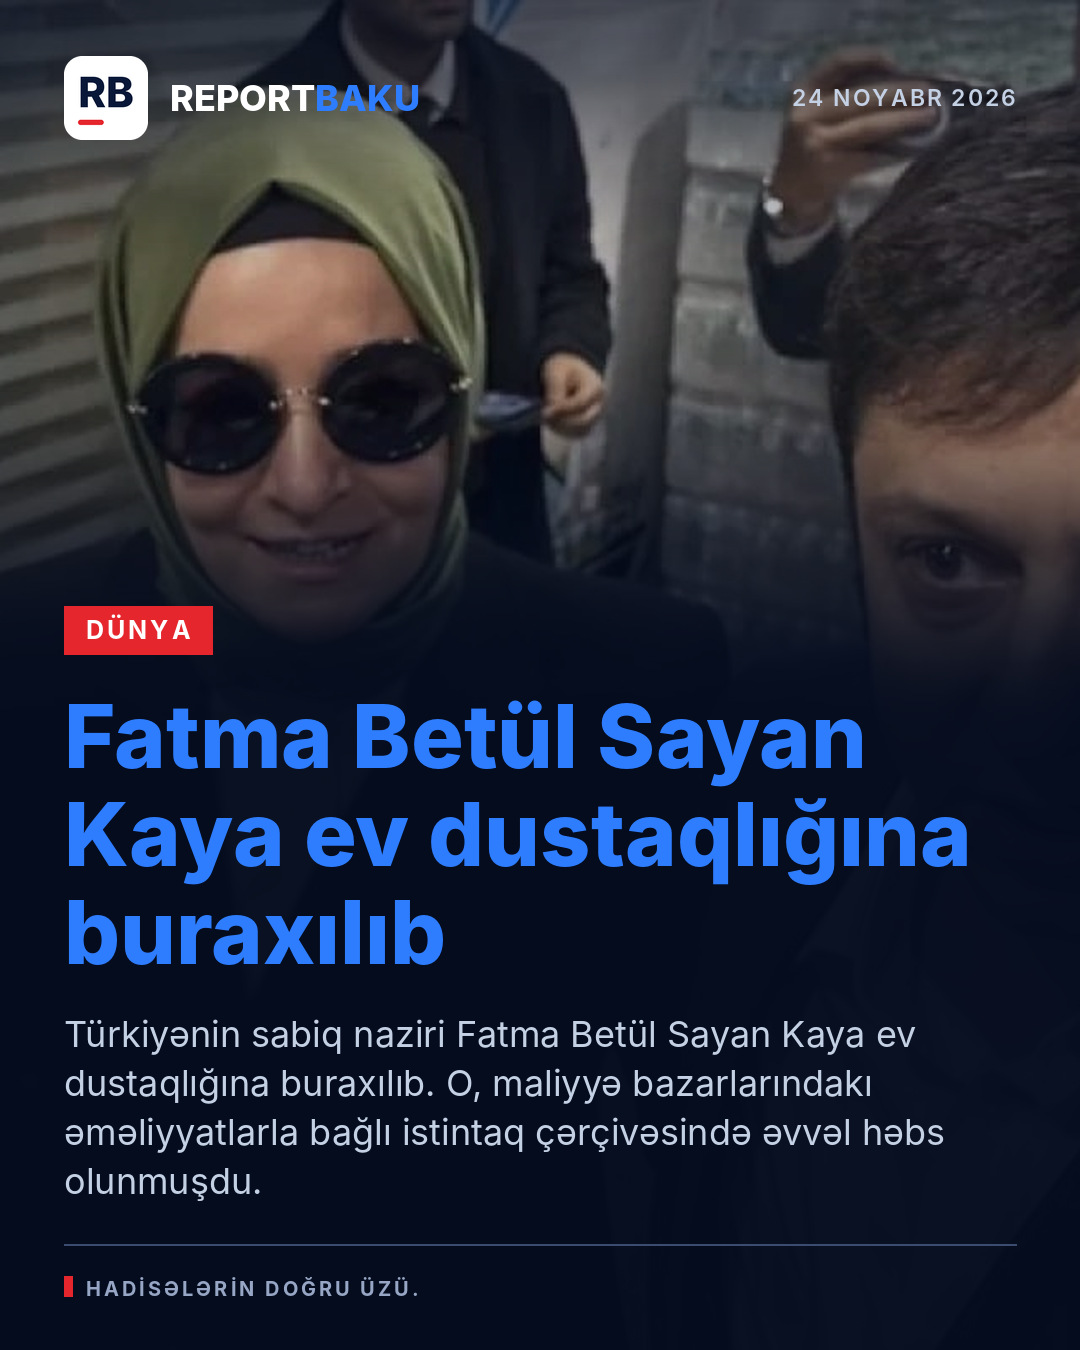 RB
REPORTBAKU
24 NOYABR 2026
DÜNYA
Fatma Betül Sayan
Kaya ev dustaqlığına
buraxılıb
Türkiyənin sabiq naziri Fatma Betül Sayan Kaya ev
dustaqlığına buraxılıb. O, maliyyə bazarlarındakı
əməliyyatlarla bağlı istintaq çərçivəsində əvvəl həbs
olunmuşdu.
HADİSƏLƏRİN DOĞRU ÜZÜ.